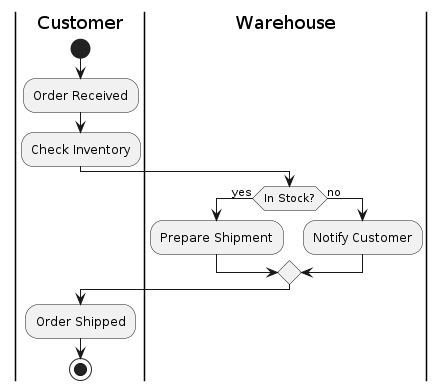 Customer
Warehouse
Order Received
Check Inventory
In Stock?
yes
no
Prepare Shipment
Notify Customer
Order Shipped